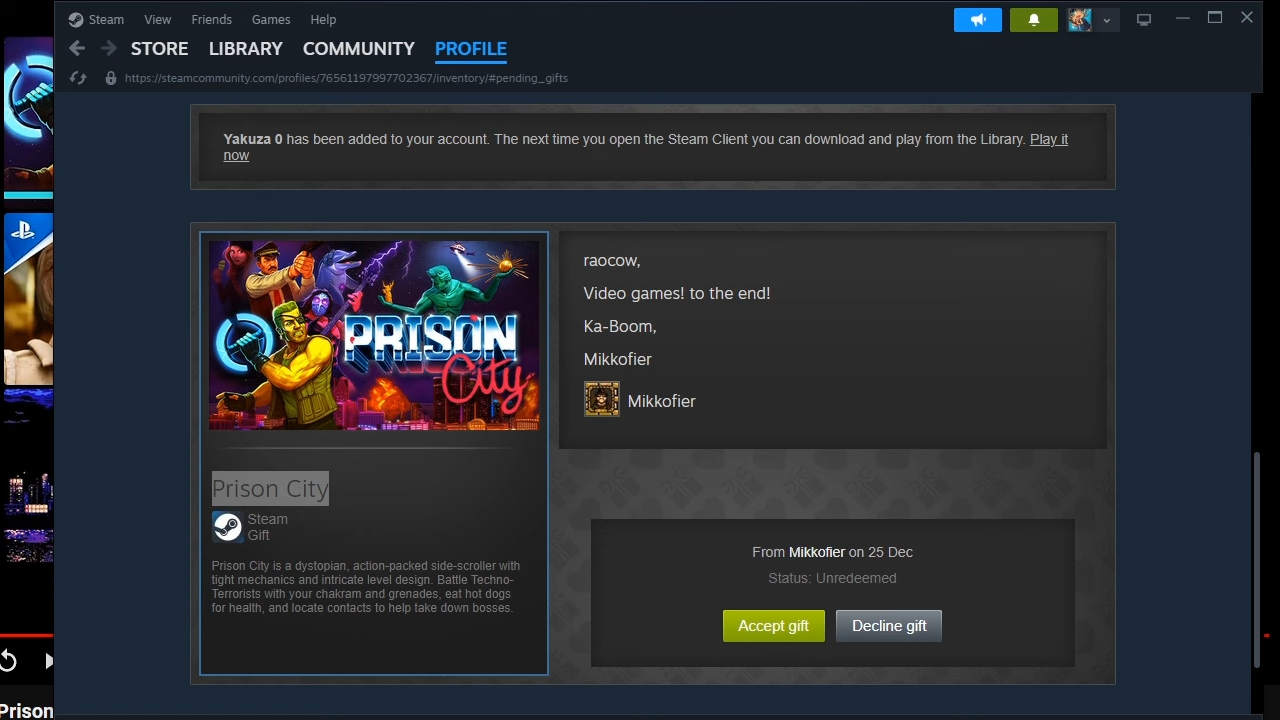 Steam View Friends Games Help
STORE LIBRARY COMMUNITY PROFILE
https://steamcommunity.com/profiles/76561197997702367/inventory/#pending_gifts
Yakuza 0 has been added to your account. The next time you open the Steam Client you can download and play from the Library. Play it
now
PRISON
City
raocow,
Video games! to the end!
Ka-Boom,
Mikkofier
Mikkofier
Prison City
Steam
Gift
Prison City is a dystopian, action-packed side-scroller with
tight mechanics and intricate level design. Battle Techno-
Terrorists with your chakram and grenades, eat hot dogs
for health, and locate contacts to help take down bosses.
From Mikkofier on 25 Dec
Status: Unredeemed
Accept gift Decline gift
Prison